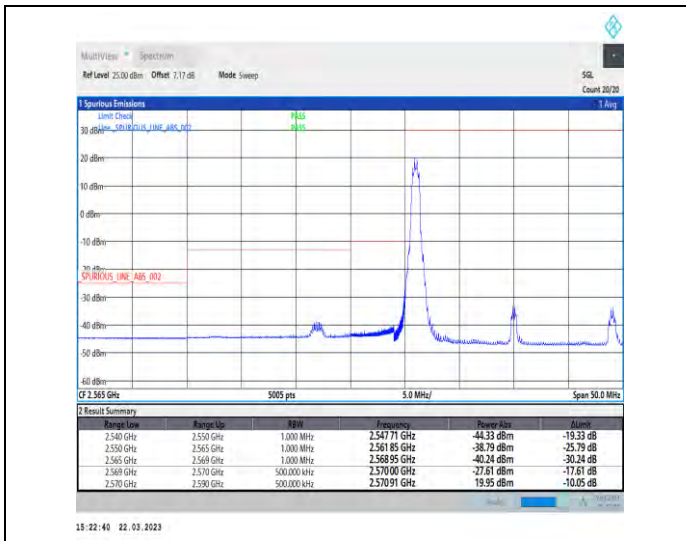 MultiView Spectrum
Ref Level 25.00 dBm Offset 7.17 dB Mode Sweep SGL
Count 20/20
1 Spurious Emissions 1 Avg
Limit Check PASS
Line _SPURIOUS_LINE_ABS_002 PASS
30 dBm
20 dBm
10 dBm
0 dBm
-10 dBm
-20 dBm
_SPURIOUS_LINE_ABS_002
-30 dBm
-40 dBm
-50 dBm
-60 dBm
CF 2.565 GHz 5005 pts 5.0 MHz/ Span 50.0 MHz
2 Result Summary
Range Low Range Up RBW Frequency Power Abs ΔLimit
2.540 GHz 2.550 GHz 1.000 MHz 2.547 71 GHz -44.33 dBm -19.33 dB
2.550 GHz 2.565 GHz 1.000 MHz 2.561 85 GHz -38.79 dBm -25.79 dB
2.565 GHz 2.569 GHz 1.000 MHz 2.568 95 GHz -40.24 dBm -30.24 dB
2.569 GHz 2.570 GHz 500.000 kHz 2.570 00 GHz -27.61 dBm -17.61 dB
2.570 GHz 2.590 GHz 500.000 kHz 2.570 91 GHz 19.95 dBm -10.05 dB
15:22:40 22.03.2023